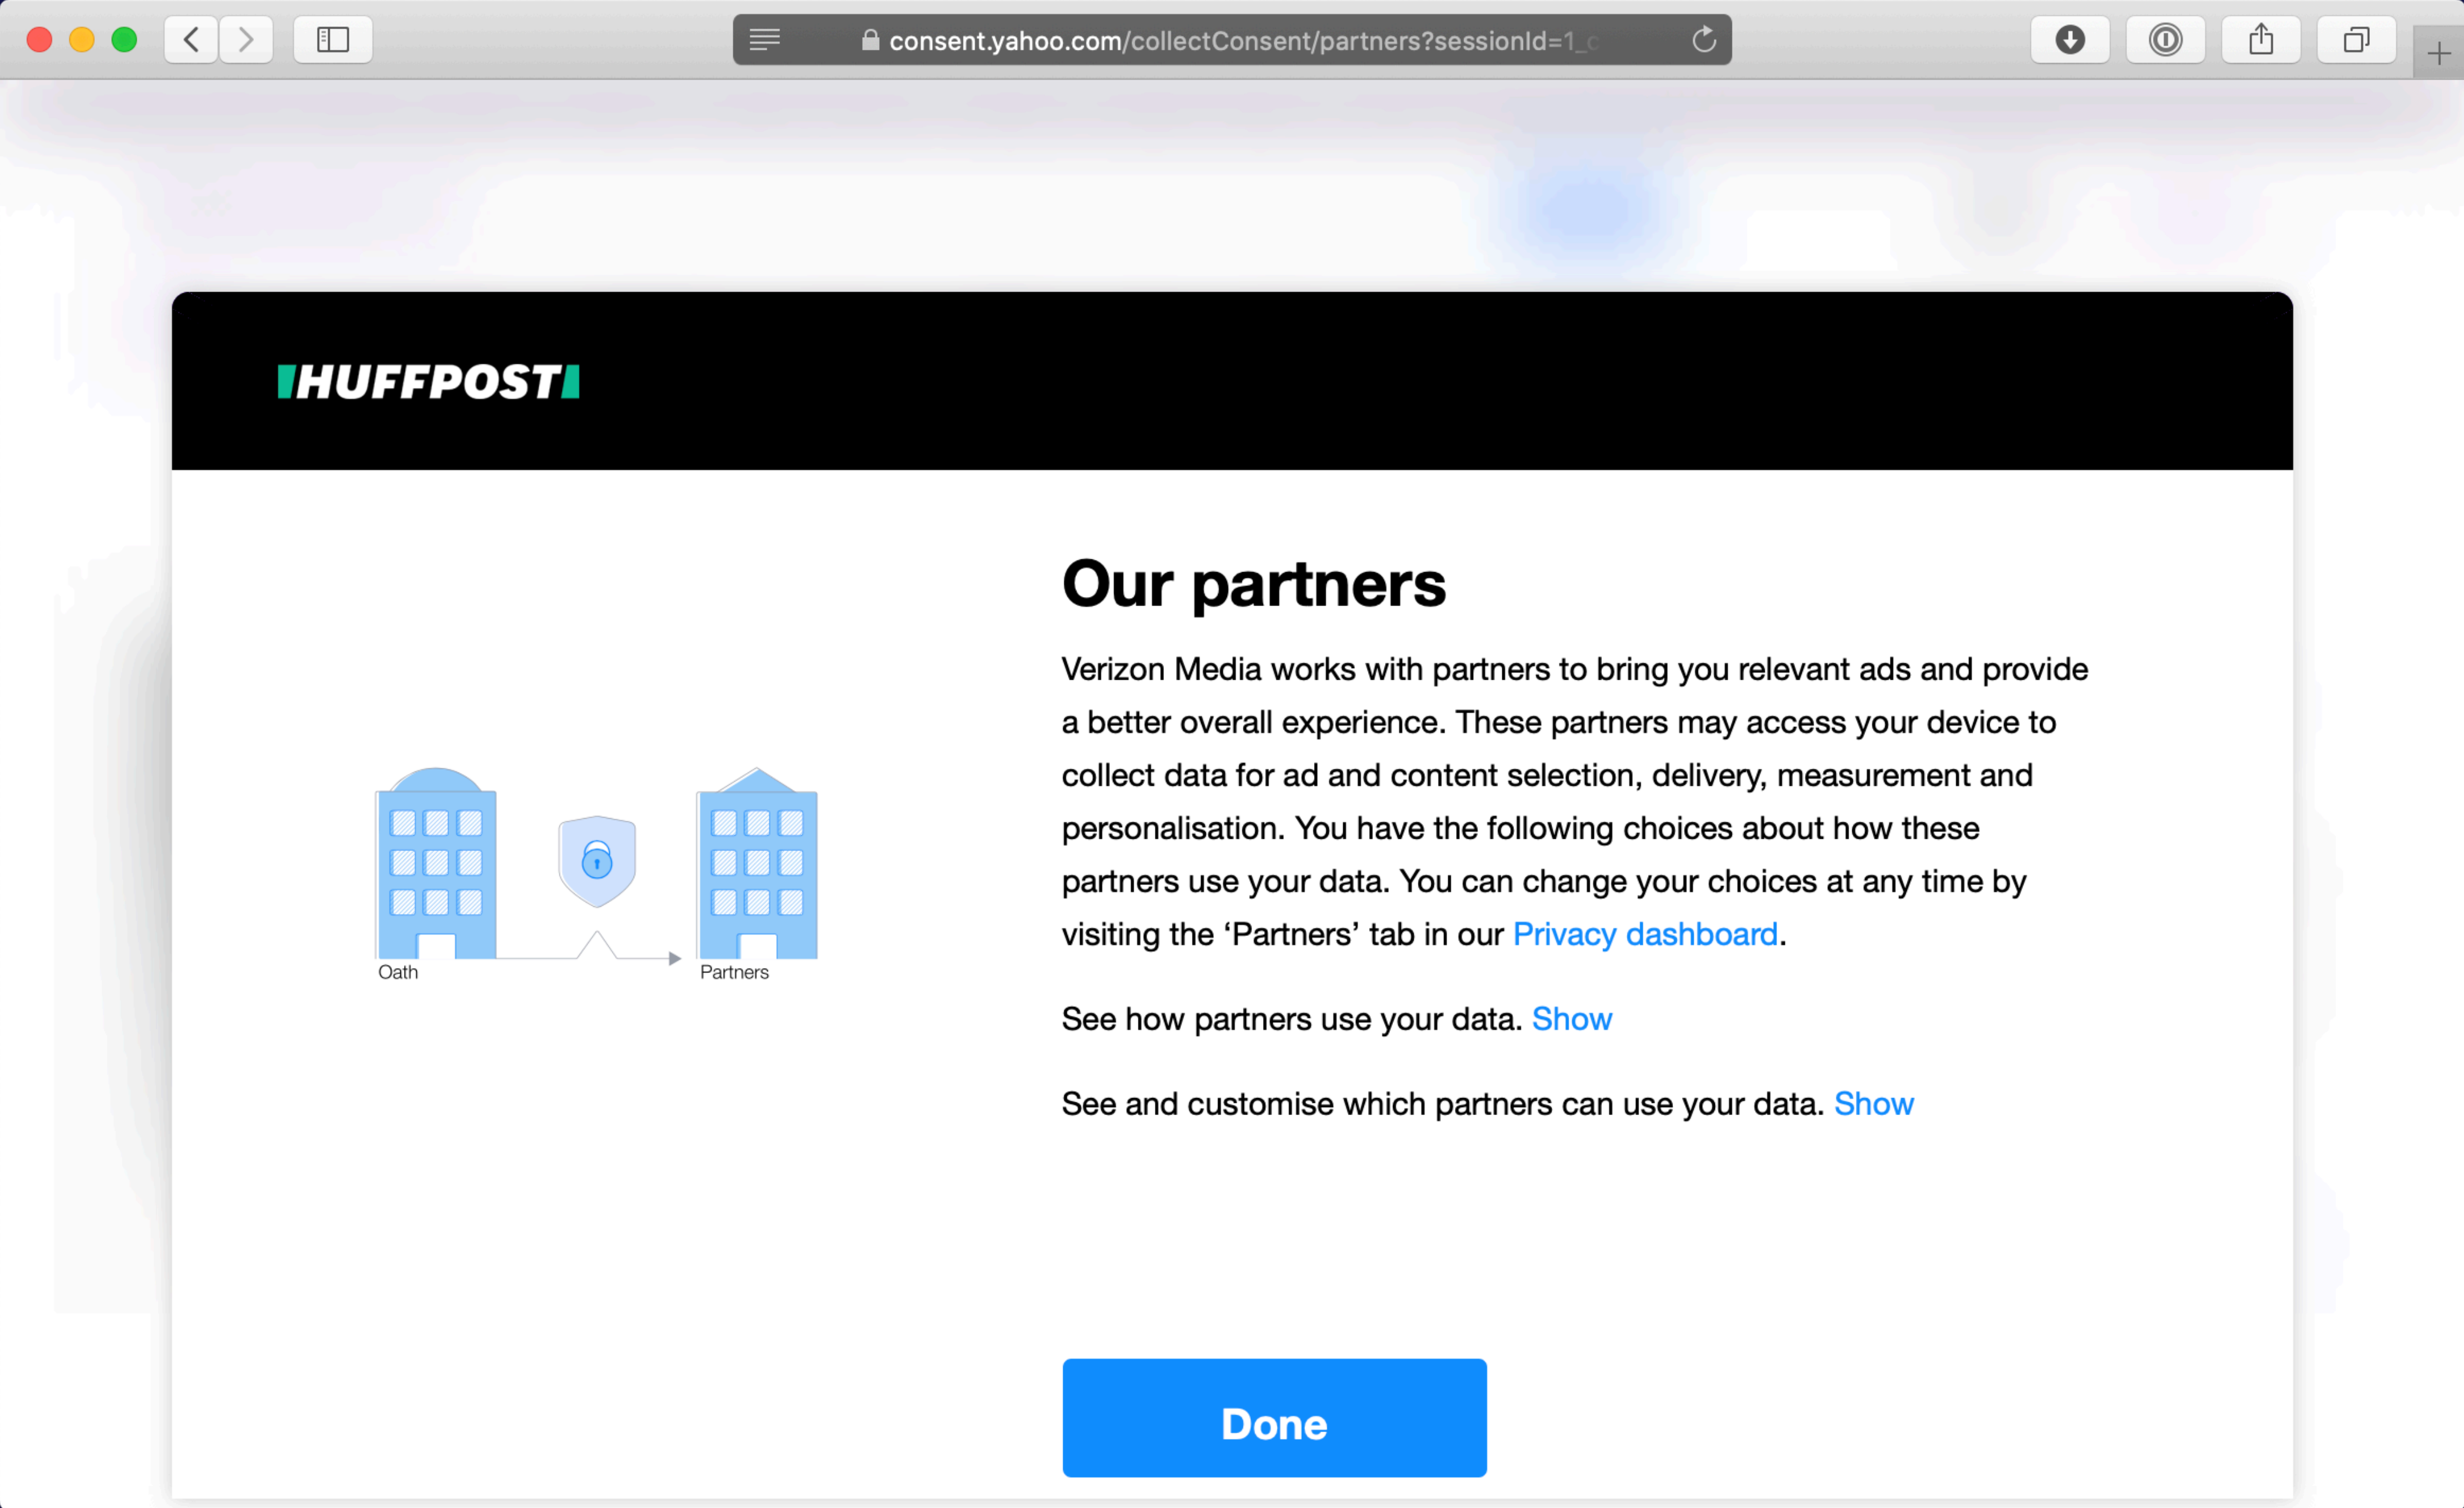 consent.yahoo.com/collectConsent/partners?sessionId=1_c
HUFFPOST
Our partners
Verizon Media works with partners to bring you relevant ads and provide
a better overall experience. These partners may access your device to
collect data for ad and content selection, delivery, measurement and
personalisation. You have the following choices about how these
partners use your data. You can change your choices at any time by
visiting the ‘Partners’ tab in our Privacy dashboard.
See how partners use your data. Show
See and customise which partners can use your data. Show
Oath
Partners
Done